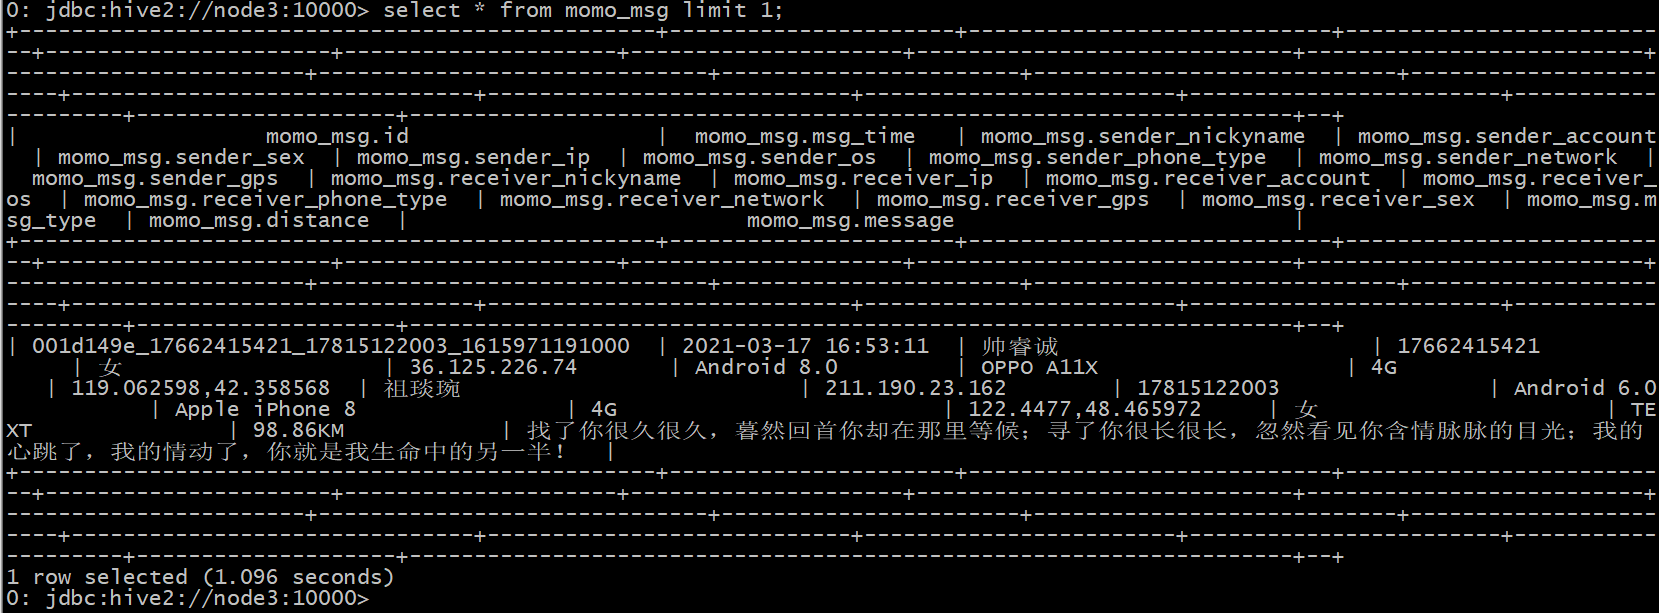 0: jdbc:hive2://node3:10000> select * from momo_msg limit 1;
+-------------------------------------------------+----------------------+----------------------------+------------------------
--+----------------------+---------------------+---------------------+-----------------------------+--------------------------+
-----------------------+------------------------------+-----------------------+----------------------------+-------------------
----+-------------------------------+----------------------------+------------------------+------------------------+-----------
---------+--------------------+--------------------------------------------------------------------+--+
| momo_msg.id | momo_msg.msg_time | momo_msg.sender_nickyname | momo_msg.sender_account
| momo_msg.sender_sex | momo_msg.sender_ip | momo_msg.sender_os | momo_msg.sender_phone_type | momo_msg.sender_network |
momo_msg.sender_gps | momo_msg.receiver_nickyname | momo_msg.receiver_ip | momo_msg.receiver_account | momo_msg.receiver_
os | momo_msg.receiver_phone_type | momo_msg.receiver_network | momo_msg.receiver_gps | momo_msg.receiver_sex | momo_msg.m
sg_type | momo_msg.distance | momo_msg.message |
+-------------------------------------------------+----------------------+----------------------------+------------------------
--+----------------------+---------------------+---------------------+-----------------------------+--------------------------+
-----------------------+------------------------------+-----------------------+----------------------------+-------------------
----+-------------------------------+----------------------------+------------------------+------------------------+-----------
---------+--------------------+--------------------------------------------------------------------+--+
| 001d149e_17662415421_17815122003_1615971191000 | 2021-03-17 16:53:11 | 帅睿诚 | 17662415421
| 女 | 36.125.226.74 | Android 8.0 | OPPO A11X | 4G
| 119.062598,42.358568 | 祖琰琬 | 211.190.23.162 | 17815122003 | Android 6.0
| Apple iPhone 8 | 4G | 122.4477,48.465972 | 女 | TE
XT | 98.86KM | 找了你很久很久，暮然回首你却在那里等候；寻了你很长很长，忽然看见你含情脉脉的目光；我的
心跳了，我的情动了，你就是我生命中的另一半！ |
+-------------------------------------------------+----------------------+----------------------------+------------------------
--+----------------------+---------------------+---------------------+-----------------------------+--------------------------+
-----------------------+------------------------------+-----------------------+----------------------------+-------------------
----+-------------------------------+----------------------------+------------------------+------------------------+-----------
---------+--------------------+--------------------------------------------------------------------+--+
1 row selected (1.096 seconds)
0: jdbc:hive2://node3:10000>